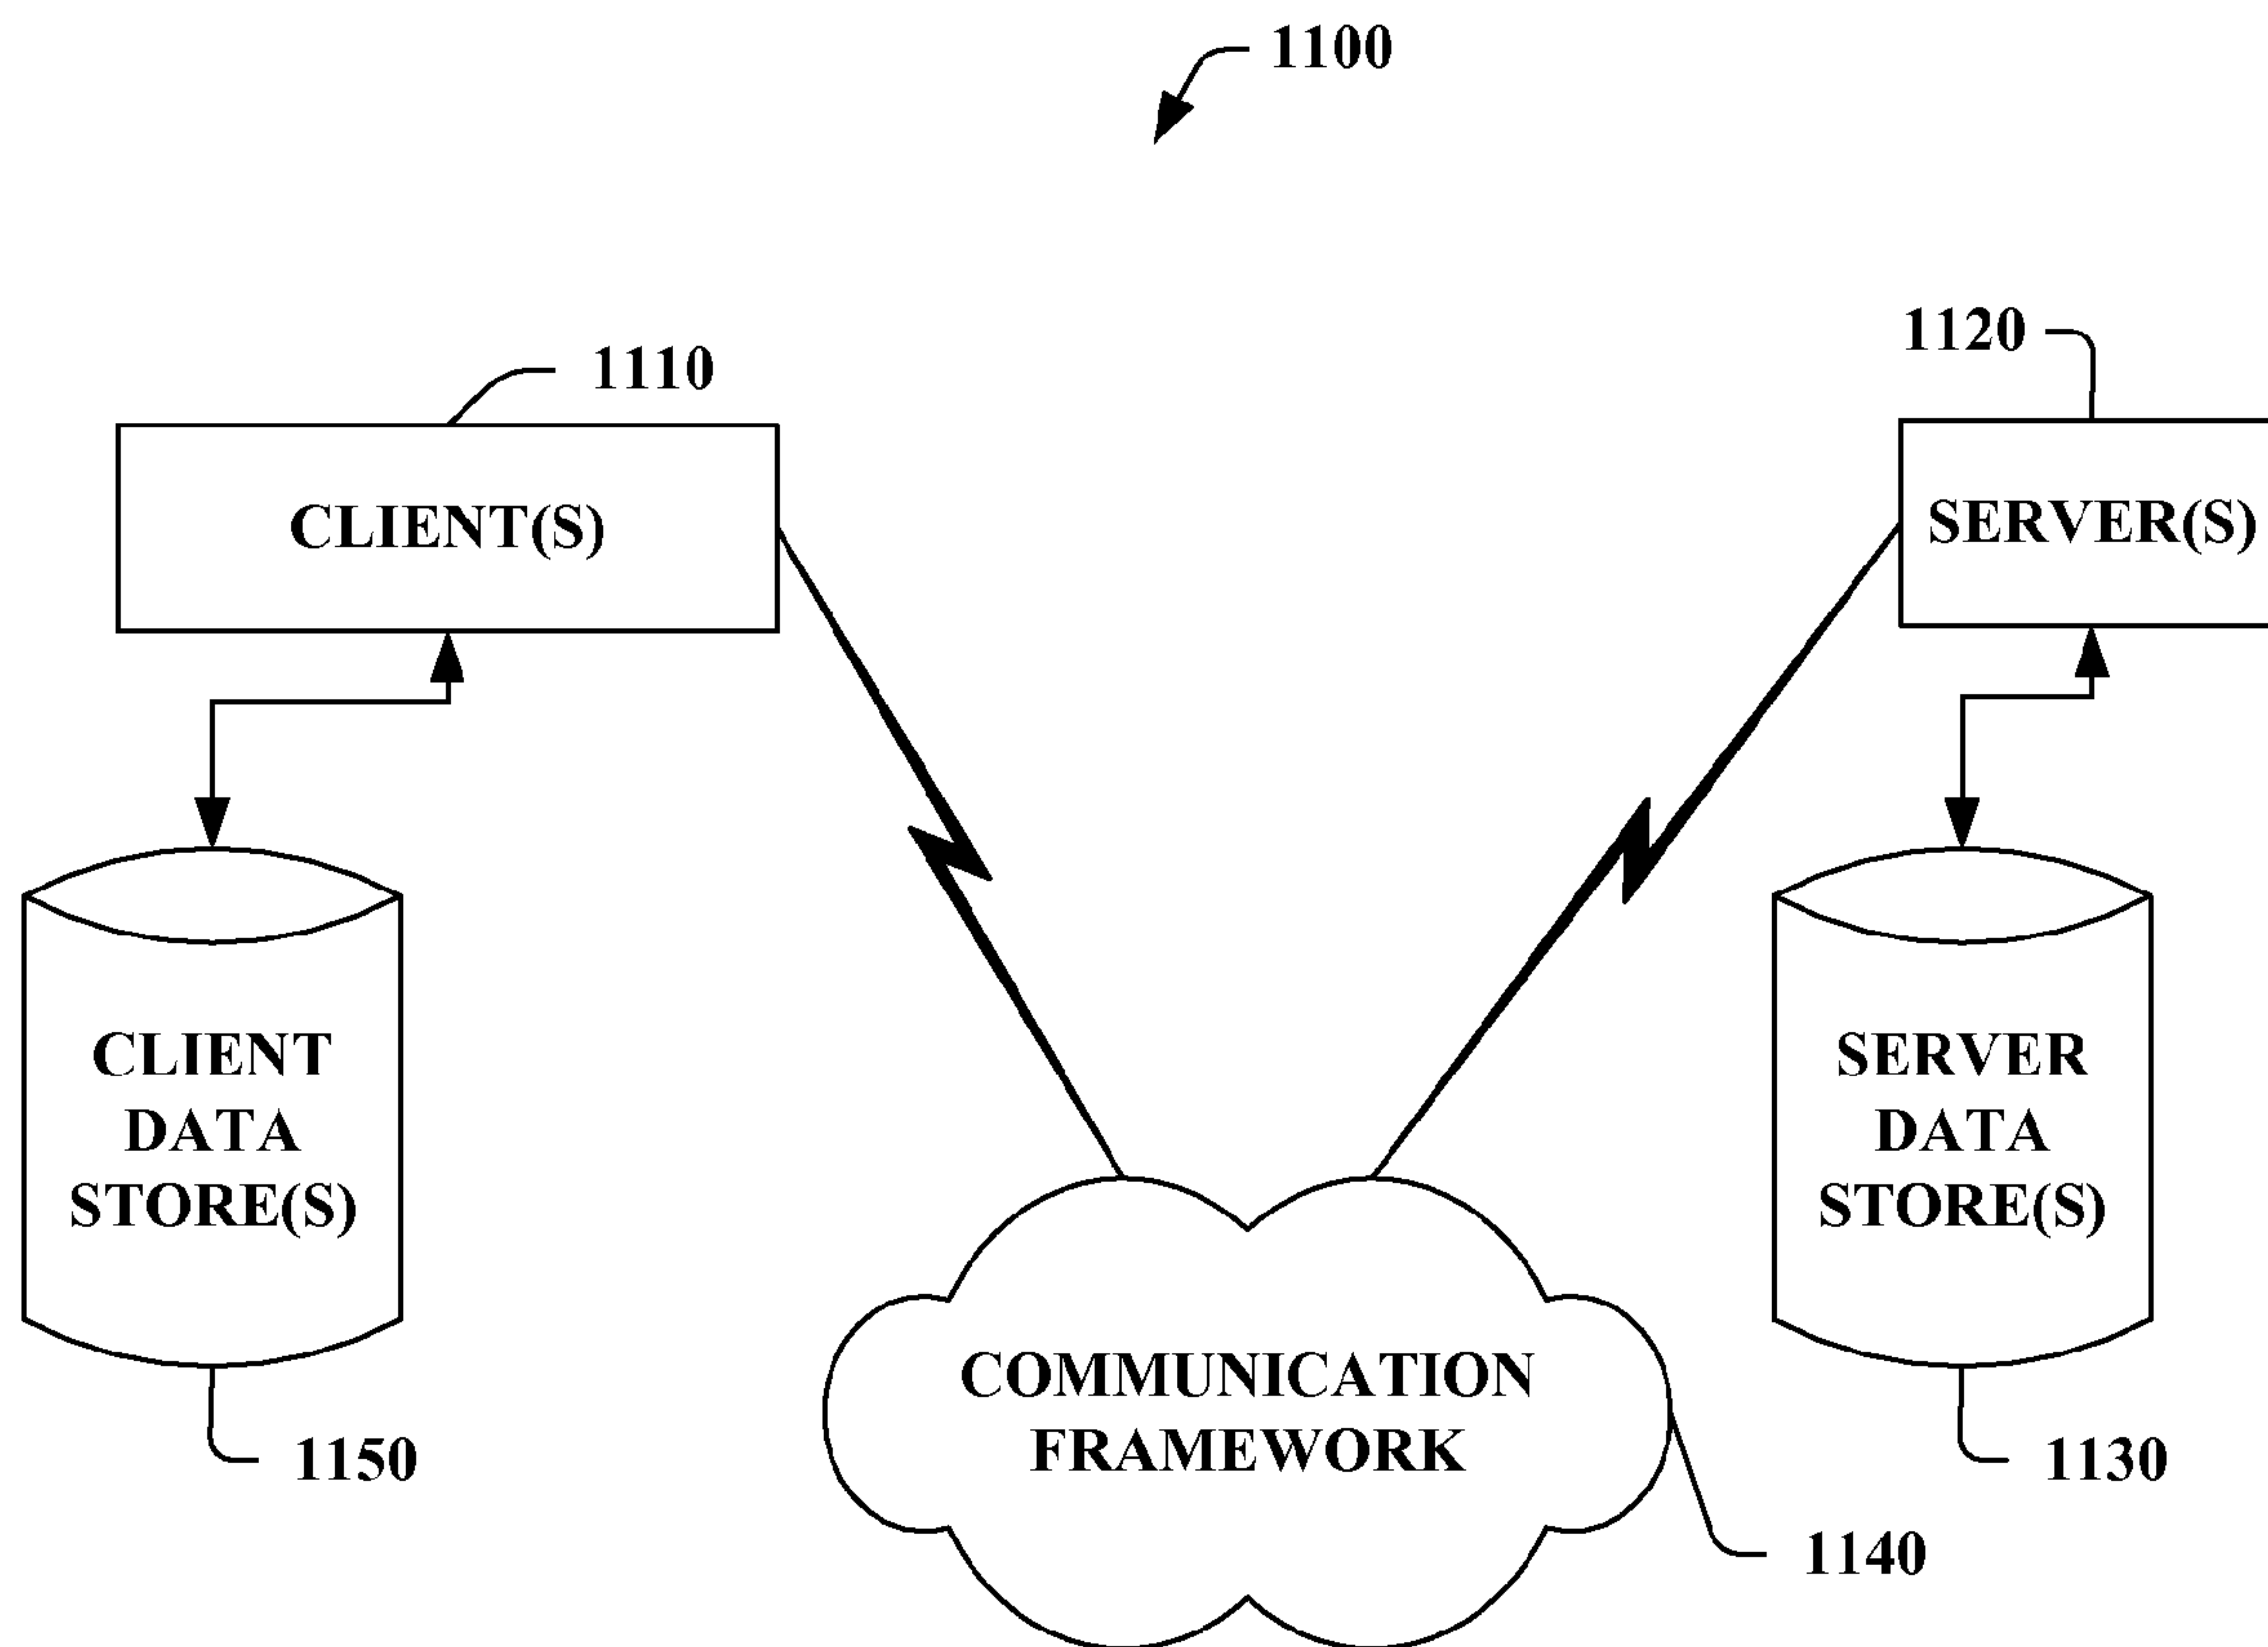 1100
1110
1120
CLIENT(S)
SERVER(S)
CLIENT
DATA
STORE(S)
SERVER
DATA
STORE(S)
COMMUNICATION
FRAMEWORK
1150
1130
1140